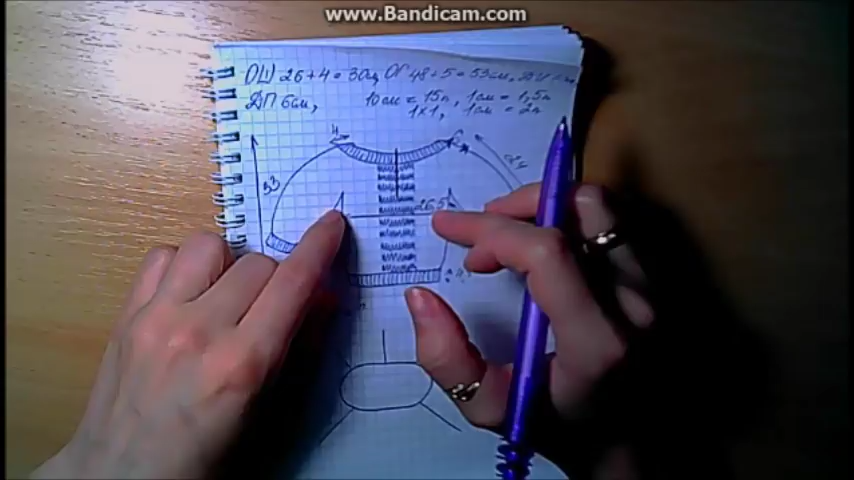 www.Bandicam.com
ОШ 26+4=30см ОГ 48+5=53см,
ДП 6см, 10см = 15п, 1см = 1,5п
1х1, 1см = 2п
33
26,5